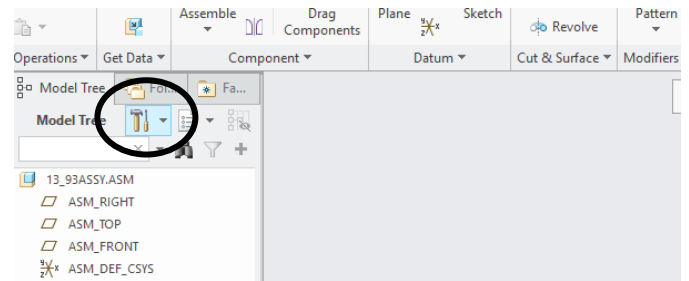 Assemble Drag Plane Sketch Pattern
Components Revolve
Operations Get Data Component Datum Cut & Surface Modifiers
Model Tree Fol... Fa...
Model Tree
13_93ASSY.ASM
ASM_RIGHT
ASM_TOP
ASM_FRONT
ASM_DEF_CSYS